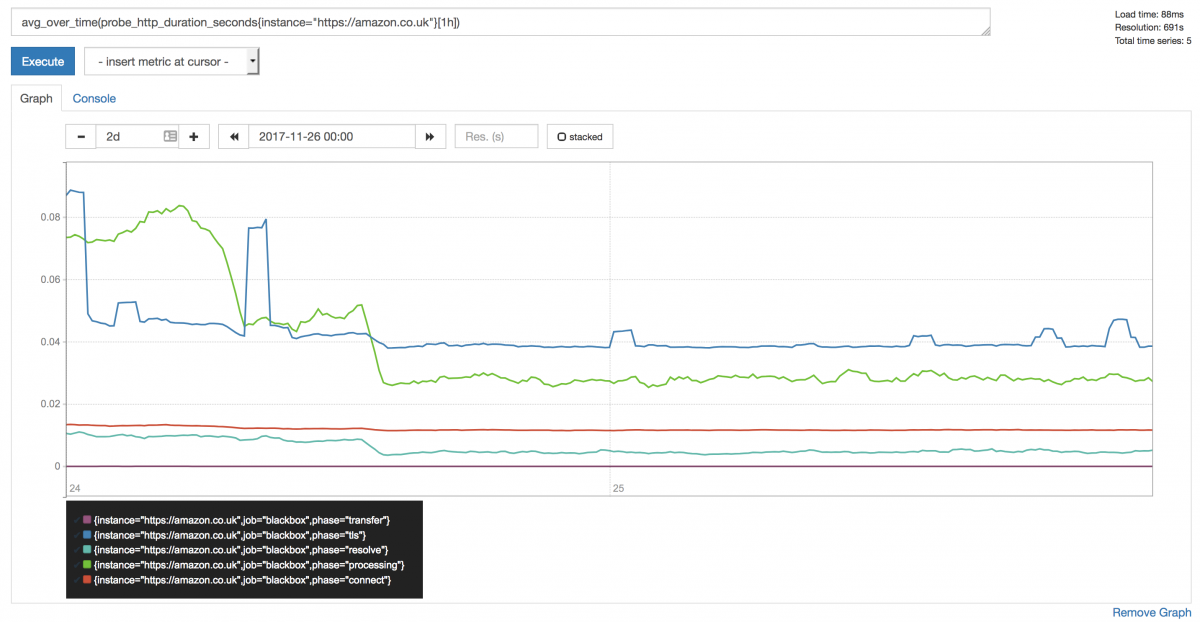 avg_over_time(probe_http_duration_seconds{instance="https://amazon.co.uk"}[1h])
Load time: 88ms
Resolution: 691s
Total time series: 5
Execute
- insert metric at cursor -
Graph
Console
2d
2017-11-26 00:00
Res. (s)
stacked
0.08
0.06
0.04
0.02
0
24
25
{instance="https://amazon.co.uk",job="blackbox",phase="transfer"}
{instance="https://amazon.co.uk",job="blackbox",phase="tls"}
{instance="https://amazon.co.uk",job="blackbox",phase="resolve"}
{instance="https://amazon.co.uk",job="blackbox",phase="processing"}
{instance="https://amazon.co.uk",job="blackbox",phase="connect"}
Remove Graph